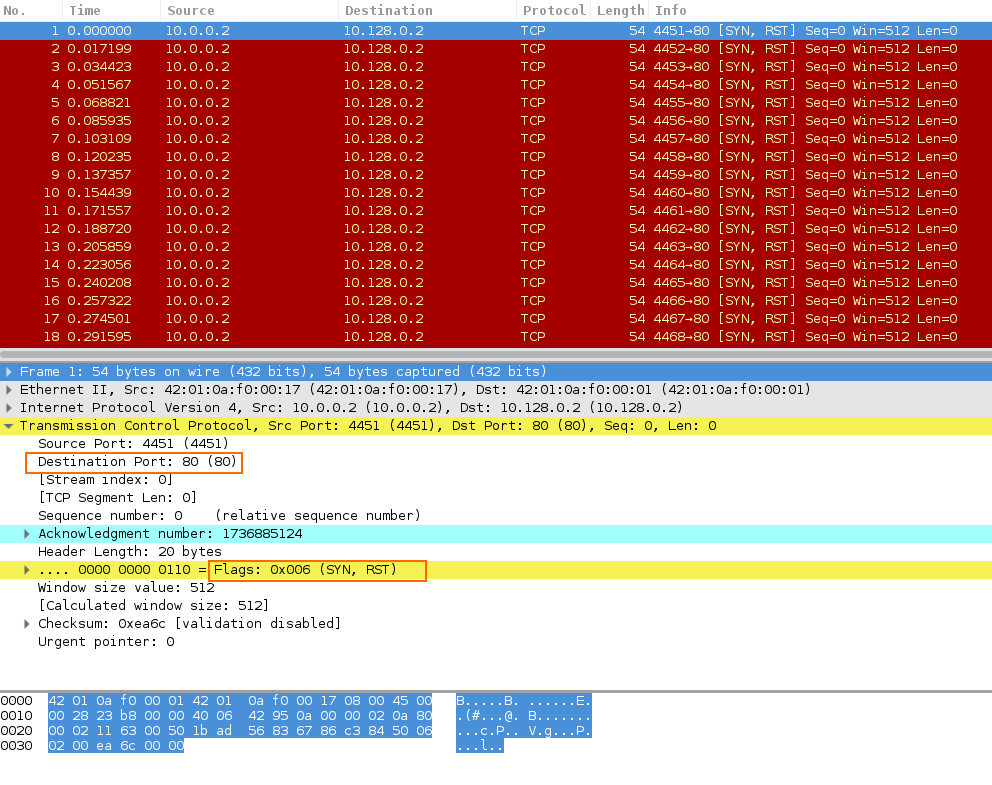 No. Time Source Destination Protocol Length Info
1 0.000000 10.0.0.2 10.128.0.2 TCP 54 4451→80 [SYN, RST] Seq=0 Win=512 Len=0
2 0.017199 10.0.0.2 10.128.0.2 TCP 54 4452→80 [SYN, RST] Seq=0 Win=512 Len=0
3 0.034423 10.0.0.2 10.128.0.2 TCP 54 4453→80 [SYN, RST] Seq=0 Win=512 Len=0
4 0.051567 10.0.0.2 10.128.0.2 TCP 54 4454→80 [SYN, RST] Seq=0 Win=512 Len=0
5 0.068821 10.0.0.2 10.128.0.2 TCP 54 4455→80 [SYN, RST] Seq=0 Win=512 Len=0
6 0.085935 10.0.0.2 10.128.0.2 TCP 54 4456→80 [SYN, RST] Seq=0 Win=512 Len=0
7 0.103109 10.0.0.2 10.128.0.2 TCP 54 4457→80 [SYN, RST] Seq=0 Win=512 Len=0
8 0.120235 10.0.0.2 10.128.0.2 TCP 54 4458→80 [SYN, RST] Seq=0 Win=512 Len=0
9 0.137357 10.0.0.2 10.128.0.2 TCP 54 4459→80 [SYN, RST] Seq=0 Win=512 Len=0
10 0.154439 10.0.0.2 10.128.0.2 TCP 54 4460→80 [SYN, RST] Seq=0 Win=512 Len=0
11 0.171557 10.0.0.2 10.128.0.2 TCP 54 4461→80 [SYN, RST] Seq=0 Win=512 Len=0
12 0.188720 10.0.0.2 10.128.0.2 TCP 54 4462→80 [SYN, RST] Seq=0 Win=512 Len=0
13 0.205859 10.0.0.2 10.128.0.2 TCP 54 4463→80 [SYN, RST] Seq=0 Win=512 Len=0
14 0.223056 10.0.0.2 10.128.0.2 TCP 54 4464→80 [SYN, RST] Seq=0 Win=512 Len=0
15 0.240208 10.0.0.2 10.128.0.2 TCP 54 4465→80 [SYN, RST] Seq=0 Win=512 Len=0
16 0.257322 10.0.0.2 10.128.0.2 TCP 54 4466→80 [SYN, RST] Seq=0 Win=512 Len=0
17 0.274501 10.0.0.2 10.128.0.2 TCP 54 4467→80 [SYN, RST] Seq=0 Win=512 Len=0
18 0.291595 10.0.0.2 10.128.0.2 TCP 54 4468→80 [SYN, RST] Seq=0 Win=512 Len=0
Frame 1: 54 bytes on wire (432 bits), 54 bytes captured (432 bits)
Ethernet II, Src: 42:01:0a:f0:00:17 (42:01:0a:f0:00:17), Dst: 42:01:0a:f0:00:01 (42:01:0a:f0:00:01)
Internet Protocol Version 4, Src: 10.0.0.2 (10.0.0.2), Dst: 10.128.0.2 (10.128.0.2)
Transmission Control Protocol, Src Port: 4451 (4451), Dst Port: 80 (80), Seq: 0, Len: 0
Source Port: 4451 (4451)
Destination Port: 80 (80)
[Stream index: 0]
[TCP Segment Len: 0]
Sequence number: 0 (relative sequence number)
Acknowledgment number: 1736885124
Header Length: 20 bytes
.... 0000 0000 0110 = Flags: 0x006 (SYN, RST)
Window size value: 512
[Calculated window size: 512]
Checksum: 0xea6c [validation disabled]
Urgent pointer: 0
0000 42 01 0a f0 00 01 42 01 0a f0 00 17 08 00 45 00 B.....B. ......E.
0010 00 28 23 b8 00 00 40 06 42 95 0a 00 00 02 0a 80 .(#...@. B.......
0020 00 02 11 63 00 50 1b ad 56 83 67 86 c3 84 50 06 ...c.P.. V.g...P.
0030 02 00 ea 6c 00 00 ...l..